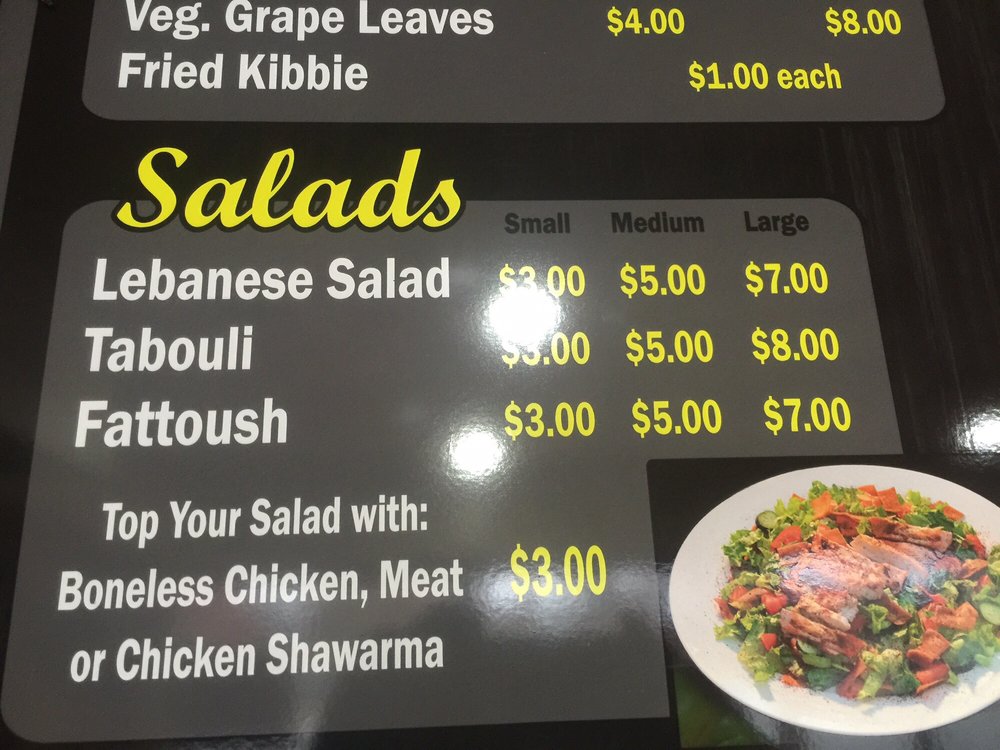 Veg. Grape Leaves $4.00 $8.00
Fried Kibbie $1.00 each
Salads
Small Medium Large
Lebanese Salad $3.00 $5.00 $7.00
Tabouli $3.00 $5.00 $8.00
Fattoush $3.00 $5.00 $7.00
Top Your Salad with:
Boneless Chicken, Meat $3.00
or Chicken Shawarma